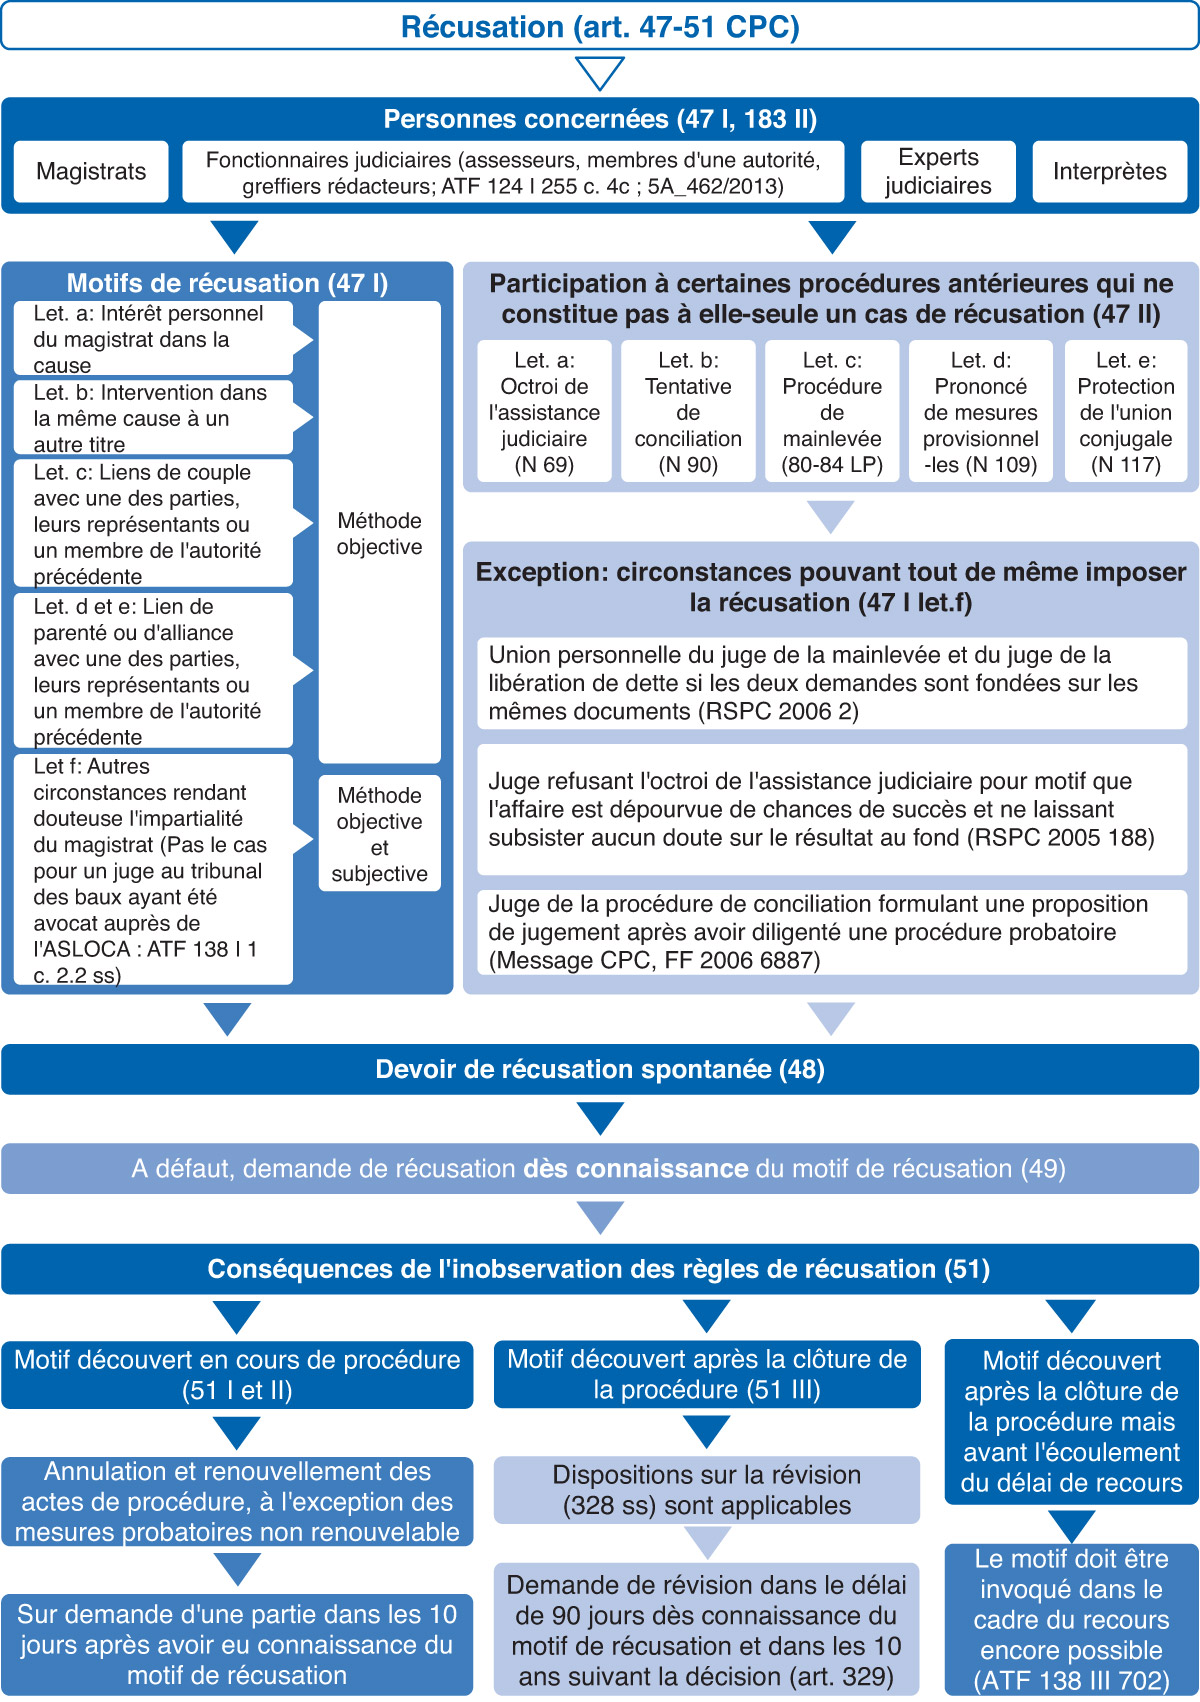 Récusation (art. 47-51 CPC)
Personnes concernées (47 I, 183 II)
Magistrats
Fonctionnaires judiciaires (assesseurs, membres d'une autorité,
greffiers rédacteurs; ATF 124 I 255 c. 4c ; 5A_462/2013)
Experts
judiciaires
Interprètes
Motifs de récusation (47 I)
Let. a: Intérêt personnel
du magistrat dans la
cause
Let. b: Intervention dans
la même cause à un
autre titre
Let. c: Liens de couple
avec une des parties,
leurs représentants ou
un membre de l'autorité
précédente
Let. d et e: Lien de
parenté ou d'alliance
avec une des parties,
leurs représentants ou
un membre de l'autorité
précédente
Méthode
objective
Let f: Autres
circonstances rendant
douteuse l'impartialité
du magistrat (Pas le cas
pour un juge au tribunal
des baux ayant été
avocat auprès de
l'ASLOCA : ATF 138 I 1
c. 2.2 ss)
Méthode
objective
et
subjective
Participation à certaines procédures antérieures qui ne
constitue pas à elle-seule un cas de récusation (47 II)
Let. a:
Octroi de
l'assistance
judiciaire
(N 69)
Let. b:
Tentative
de
conciliation
(N 90)
Let. c:
Procédure
de
mainlevée
(80-84 LP)
Let. d:
Prononcé
de mesures
provisionnel
-les (N 109)
Let. e:
Protection
de l'union
conjugale
(N 117)
Exception: circonstances pouvant tout de même imposer
la récusation (47 I let.f)
Union personnelle du juge de la mainlevée et du juge de la
libération de dette si les deux demandes sont fondées sur les
mêmes documents (RSPC 2006 2)
Juge refusant l'octroi de l'assistance judiciaire pour motif que
l'affaire est dépourvue de chances de succès et ne laissant
subsister aucun doute sur le résultat au fond (RSPC 2005 188)
Juge de la procédure de conciliation formulant une proposition
de jugement après avoir diligenté une procédure probatoire
(Message CPC, FF 2006 6887)
Devoir de récusation spontanée (48)
A défaut, demande de récusation dès connaissance du motif de récusation (49)
Conséquences de l'inobservation des règles de récusation (51)
Motif découvert en cours de procédure
(51 I et II)
Annulation et renouvellement des
actes de procédure, à l'exception des
mesures probatoires non renouvelable
Sur demande d'une partie dans les 10
jours après avoir eu connaissance du
motif de récusation
Motif découvert après la clôture de
la procédure (51 III)
Dispositions sur la révision
(328 ss) sont applicables
Demande de révision dans le délai
de 90 jours dès connaissance du
motif de récusation et dans les 10
ans suivant la décision (art. 329)
Motif découvert
après la clôture de
la procédure mais
avant l'écoulement
du délai de recours
Le motif doit être
invoqué dans le
cadre du recours
encore possible
(ATF 138 III 702)